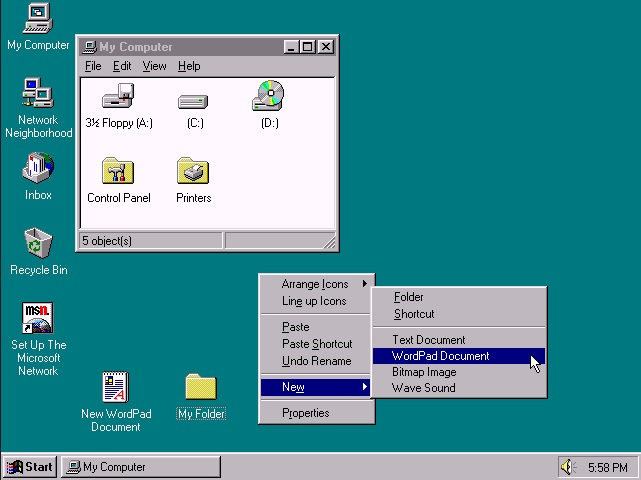 My Computer
Network
Neighborhood
Inbox
Recycle Bin
msn.
Set Up The
Microsoft
Network
My Computer
File Edit View Help
3½ Floppy (A:)
(C:)
(D:)
Control Panel
Printers
5 object(s)
New WordPad
Document
My Folder
Arrange Icons
Line up Icons
Paste
Paste Shortcut
Undo Rename
New
Properties
Folder
Shortcut
Text Document
WordPad Document
Bitmap Image
Wave Sound
Start
My Computer
5:58 PM